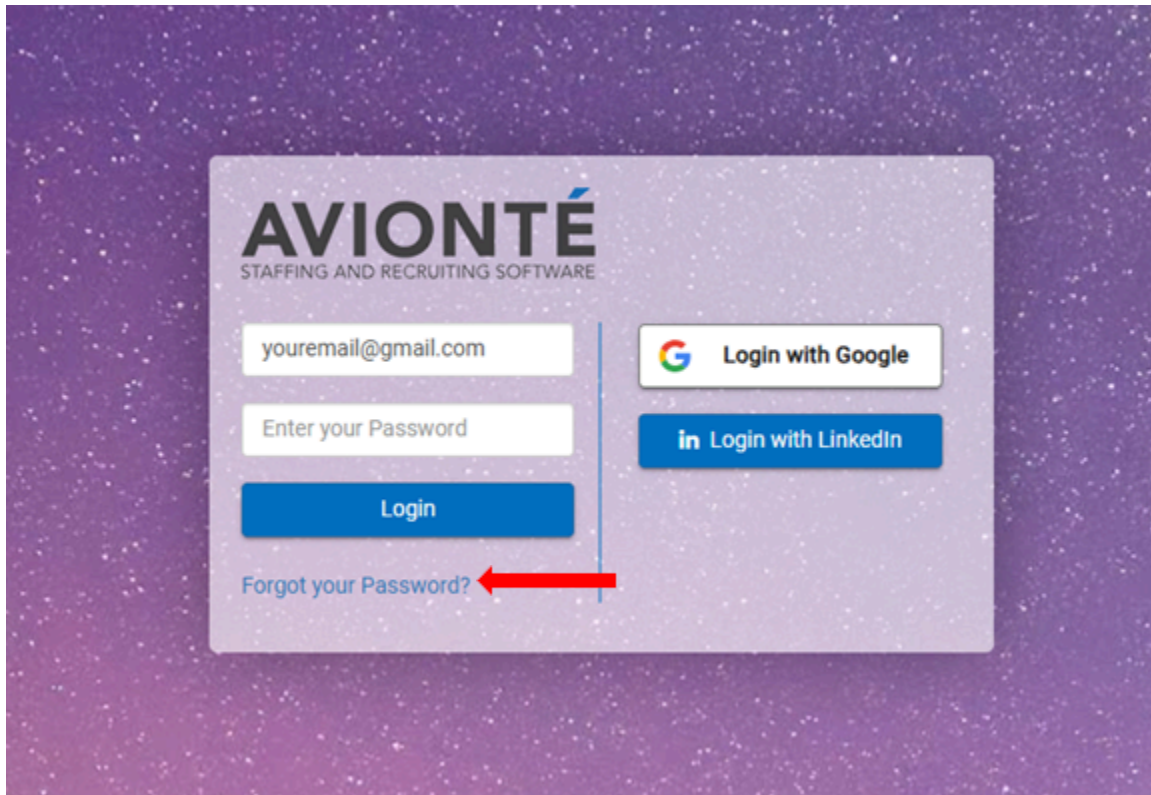 AVIONTÉ
STAFFING AND RECRUITING SOFTWARE
youremail@gmail.com
Enter your Password
Login
Forgot your Password?
Login with Google
in Login with LinkedIn